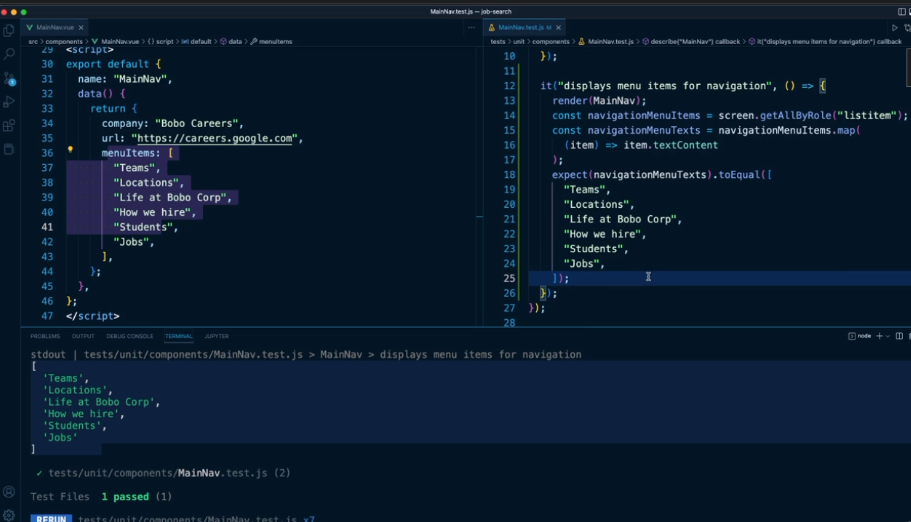 MainNav.test.js — job-search
MainNav.vue
src > components > MainNav.vue > {} script > default > data > menuItems
29 <script>
30 export default {
31 name: "MainNav",
32 data() {
33 return {
34 company: "Bobo Careers",
35 url: "https://careers.google.com",
36 menuItems: [
37 "Teams",
38 "Locations",
39 "Life at Bobo Corp",
40 "How we hire",
41 "Students",
42 "Jobs",
43 ],
44 };
45 },
46 };
47 </script>
MainNav.test.js M
tests > unit > components > MainNav.test.js > describe("MainNav") callback > it("displays menu items for navigation") callback
10 });
11
12 it("displays menu items for navigation", () => {
13 render(MainNav);
14 const navigationMenuItems = screen.getAllByRole("listitem");
15 const navigationMenuTexts = navigationMenuItems.map(
16 (item) => item.textContent
17 );
18 expect(navigationMenuTexts).toEqual([
19 "Teams",
20 "Locations",
21 "Life at Bobo Corp",
22 "How we hire",
23 "Students",
24 "Jobs",
25 ]);
26 });
27 });
28
PROBLEMS OUTPUT DEBUG CONSOLE TERMINAL JUPYTER
node
stdout | tests/unit/components/MainNav.test.js > MainNav > displays menu items for navigation
[
'Teams',
'Locations',
'Life at Bobo Corp',
'How we hire',
'Students',
'Jobs'
]
✓ tests/unit/components/MainNav.test.js (2)
Test Files 1 passed (1)
RERUN tests/unit/components/MainNav.test.js x7